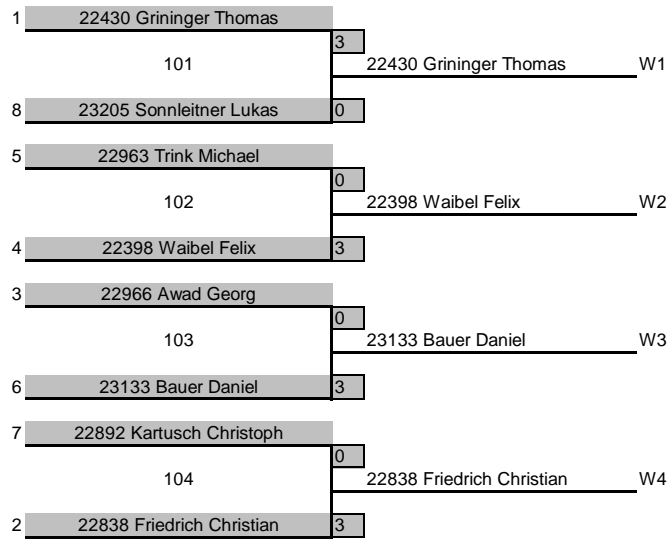 1 22430 Grininger Thomas
3
101 22430 Grininger Thomas W1
8 23205 Sonnleitner Lukas 0
5 22963 Trink Michael
0
102 22398 Waibel Felix W2
4 22398 Waibel Felix 3
3 22966 Awad Georg
0
103 23133 Bauer Daniel W3
6 23133 Bauer Daniel 3
7 22892 Kartusch Christoph
0
104 22838 Friedrich Christian W4
2 22838 Friedrich Christian 3